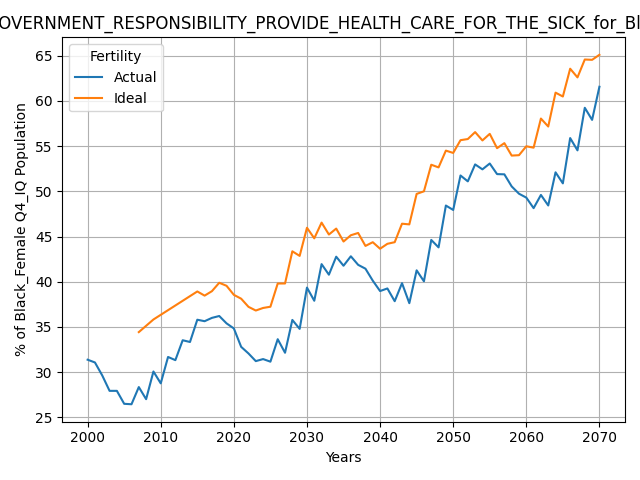 OVERNMENT_RESPONSIBILITY_PROVIDE_HEALTH_CARE_FOR_THE_SICK_for_Bl
Fertility
Actual
Ideal
% of Black_Female Q4_IQ Population
65
60
55
50
45
40
35
30
25
2000 2010 2020 2030 2040 2050 2060 2070
Years